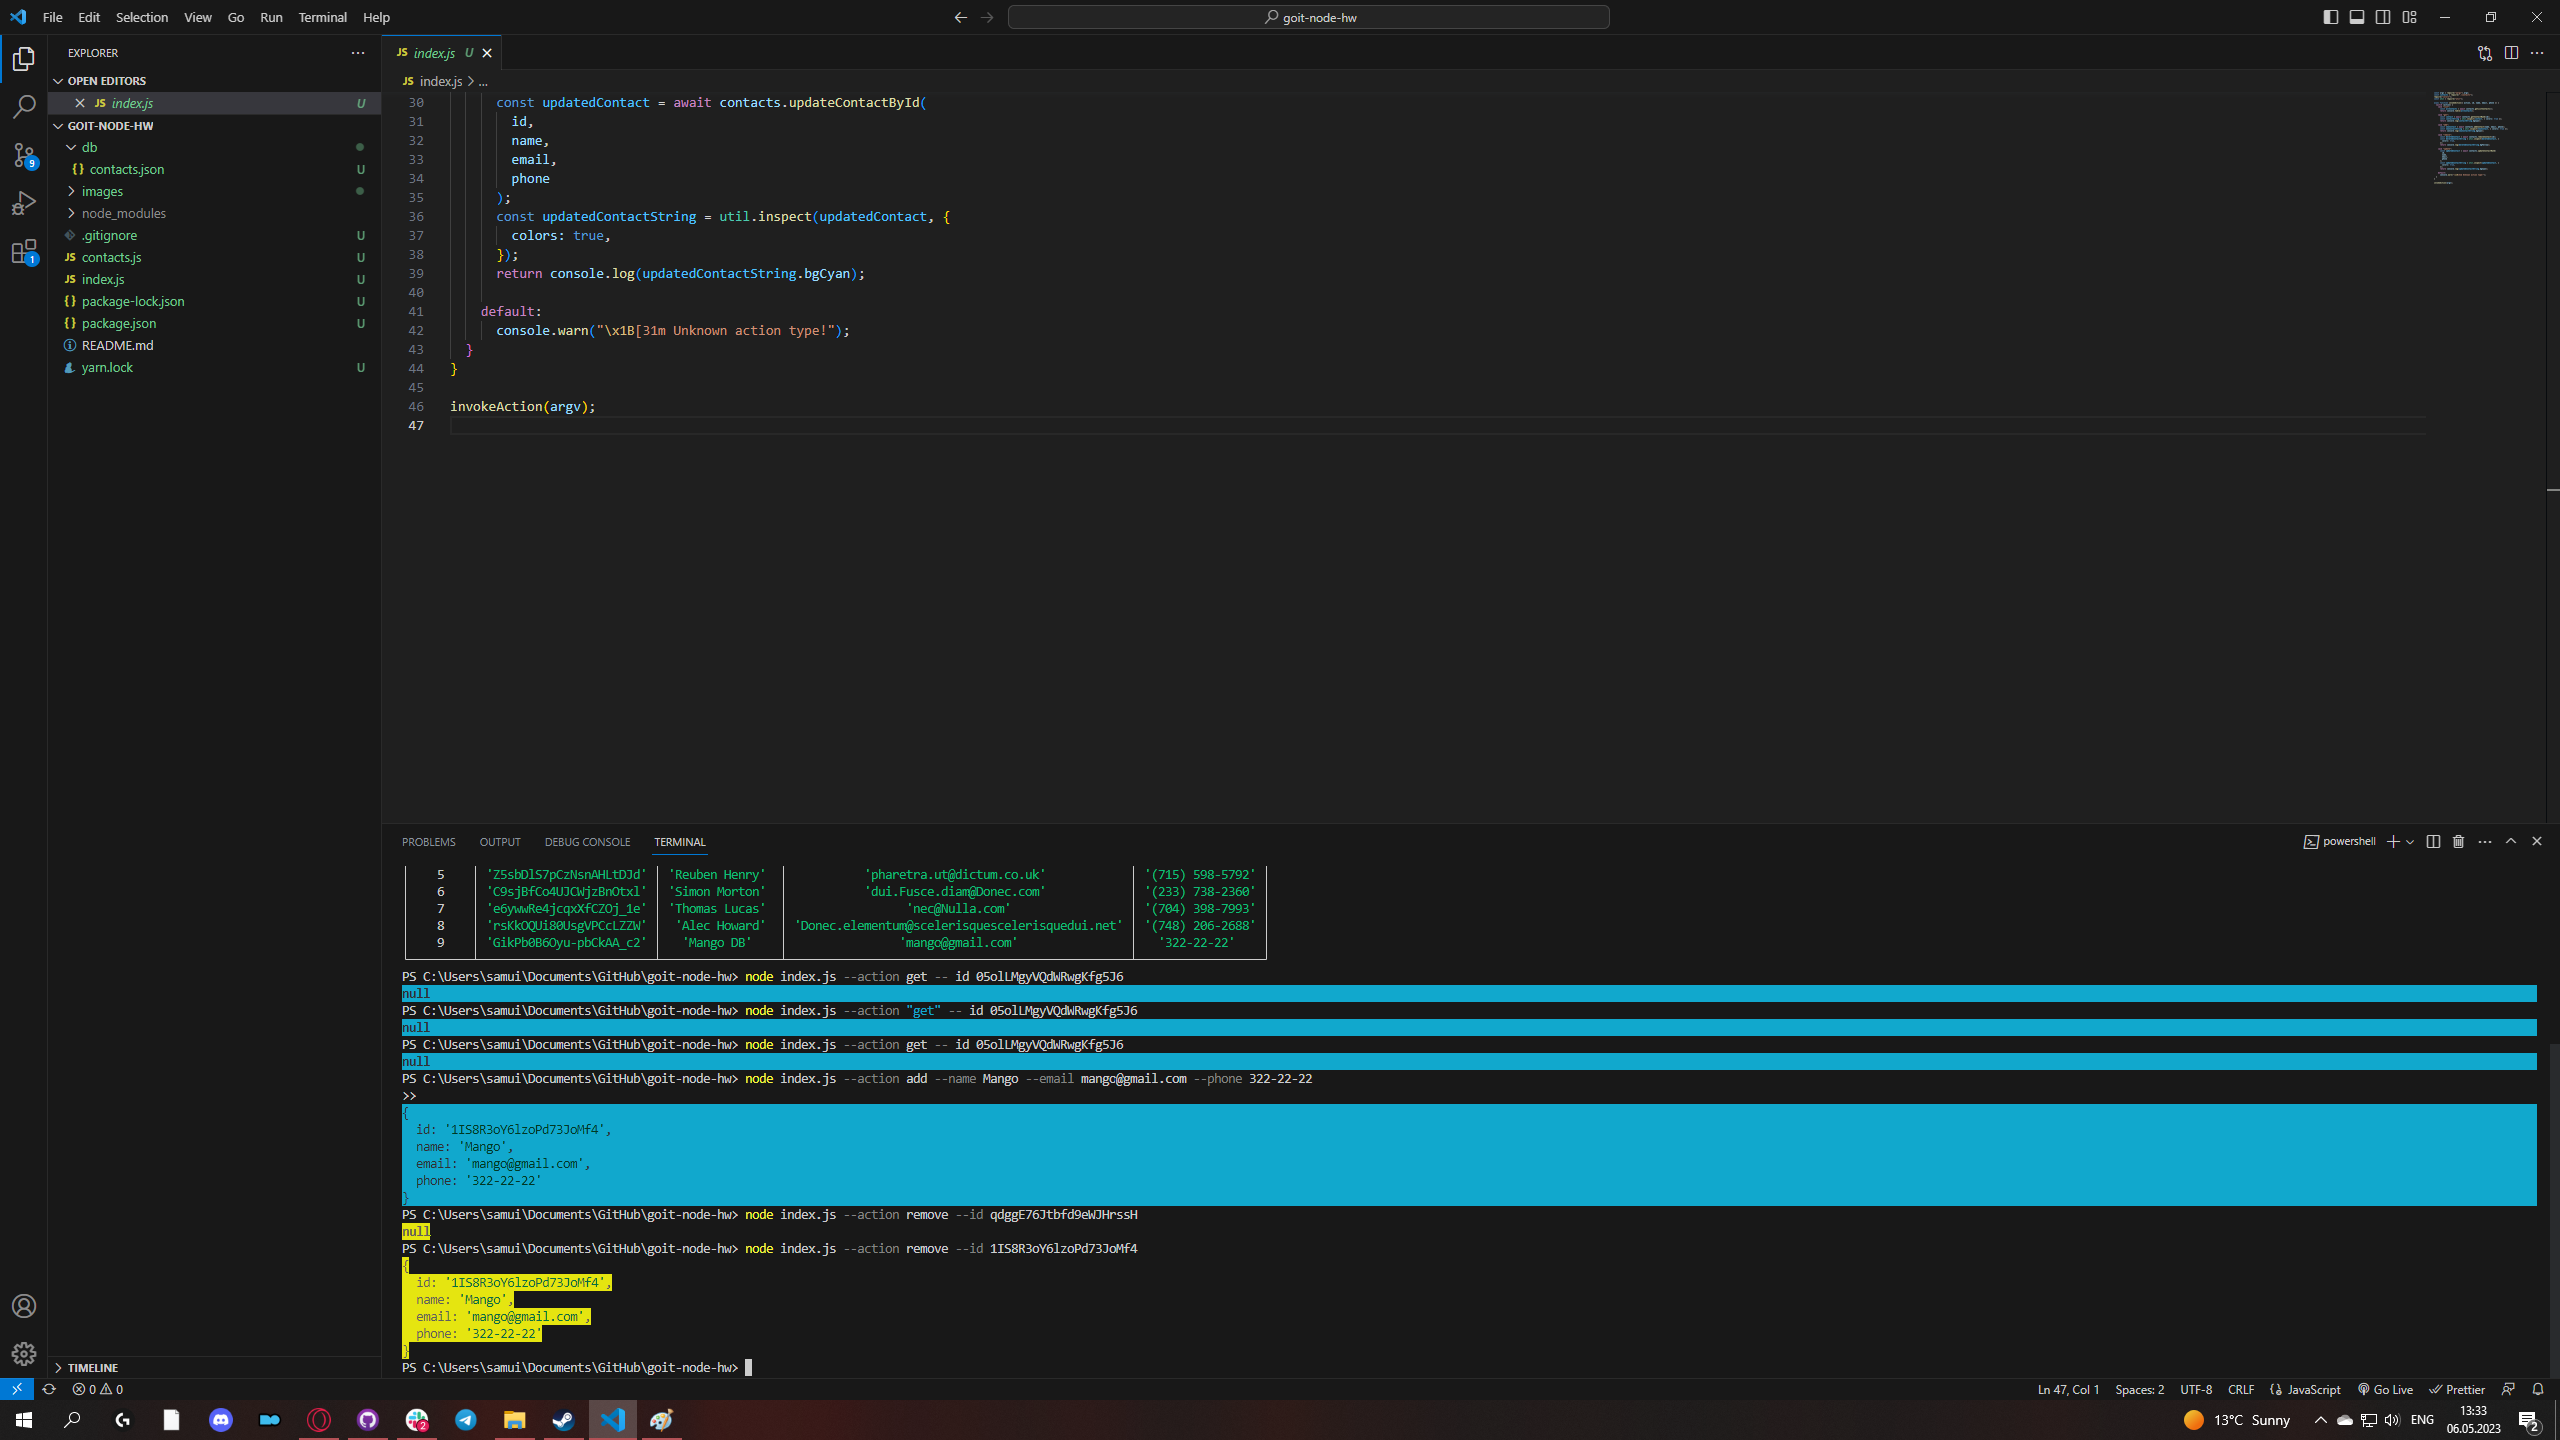 File Edit Selection View Go Run Terminal Help
goit-node-hw
EXPLORER
OPEN EDITORS
index.js U
GOIT-NODE-HW
db
contacts.json U
images
node_modules
.gitignore U
contacts.js U
index.js U
package-lock.json U
package.json U
README.md
yarn.lock U
TIMELINE
JS index.js U
JS index.js > ...
30 const updatedContact = await contacts.updateContactById(
31 id,
32 name,
33 email,
34 phone
35 );
36 const updatedContactString = util.inspect(updatedContact, {
37 colors: true,
38 });
39 return console.log(updatedContactString.bgCyan);
40
41 default:
42 console.warn("\x1B[31m Unknown action type!");
43 }
44 }
45
46 invokeAction(argv);
47
PROBLEMS OUTPUT DEBUG CONSOLE TERMINAL
powershell
5 'Z5sbDlS7pCzNsnAHLtDJd' 'Reuben Henry' 'pharetra.ut@dictum.co.uk' '(715) 598-5792'
6 'C9sjBfCo4UJCWjzBnOtxl' 'Simon Morton' 'dui.Fusce.diam@Donec.com' '(233) 738-2360'
7 'e6ywwRe4jcqxXfCZOj_1e' 'Thomas Lucas' 'nec@Nulla.com' '(704) 398-7993'
8 'rsKkOQUi80UsgVPCcLZZW' 'Alec Howard' 'Donec.elementum@scelerisquescelerisquedui.net' '(748) 206-2688'
9 'GikPb0B6Oyu-pbCkAA_c2' 'Mango DB' 'mango@gmail.com' '322-22-22'
PS C:\Users\samui\Documents\GitHub\goit-node-hw> node index.js --action get -- id 05olLMgyVQdWRwgKfg5J6
null
PS C:\Users\samui\Documents\GitHub\goit-node-hw> node index.js --action "get" -- id 05olLMgyVQdWRwgKfg5J6
null
PS C:\Users\samui\Documents\GitHub\goit-node-hw> node index.js --action get -- id 05olLMgyVQdWRwgKfg5J6
null
PS C:\Users\samui\Documents\GitHub\goit-node-hw> node index.js --action add --name Mango --email mango@gmail.com --phone 322-22-22
>>
{
id: '1IS8R3oY6lzoPd73JoMf4',
name: 'Mango',
email: 'mango@gmail.com',
phone: '322-22-22'
}
PS C:\Users\samui\Documents\GitHub\goit-node-hw> node index.js --action remove --id qdggE76Jtbfd9eWJHrssH
null
PS C:\Users\samui\Documents\GitHub\goit-node-hw> node index.js --action remove --id 1IS8R3oY6lzoPd73JoMf4
{
id: '1IS8R3oY6lzoPd73JoMf4',
name: 'Mango',
email: 'mango@gmail.com',
phone: '322-22-22'
}
PS C:\Users\samui\Documents\GitHub\goit-node-hw>
0 0
Ln 47, Col 1 Spaces: 2 UTF-8 CRLF JavaScript Go Live Prettier
13°C Sunny ENG
13:33
06.05.2023